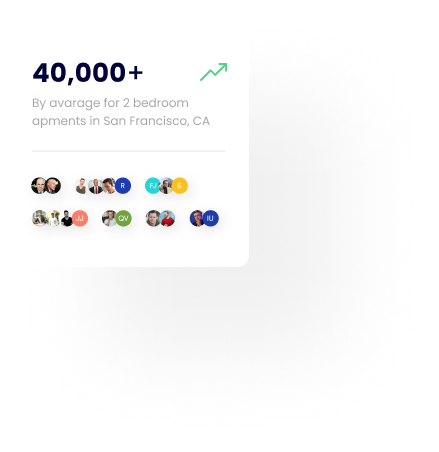 40,000+
By avarage for 2 bedroom
apments in San Francisco, CA
R FJ S
JJ QV IU